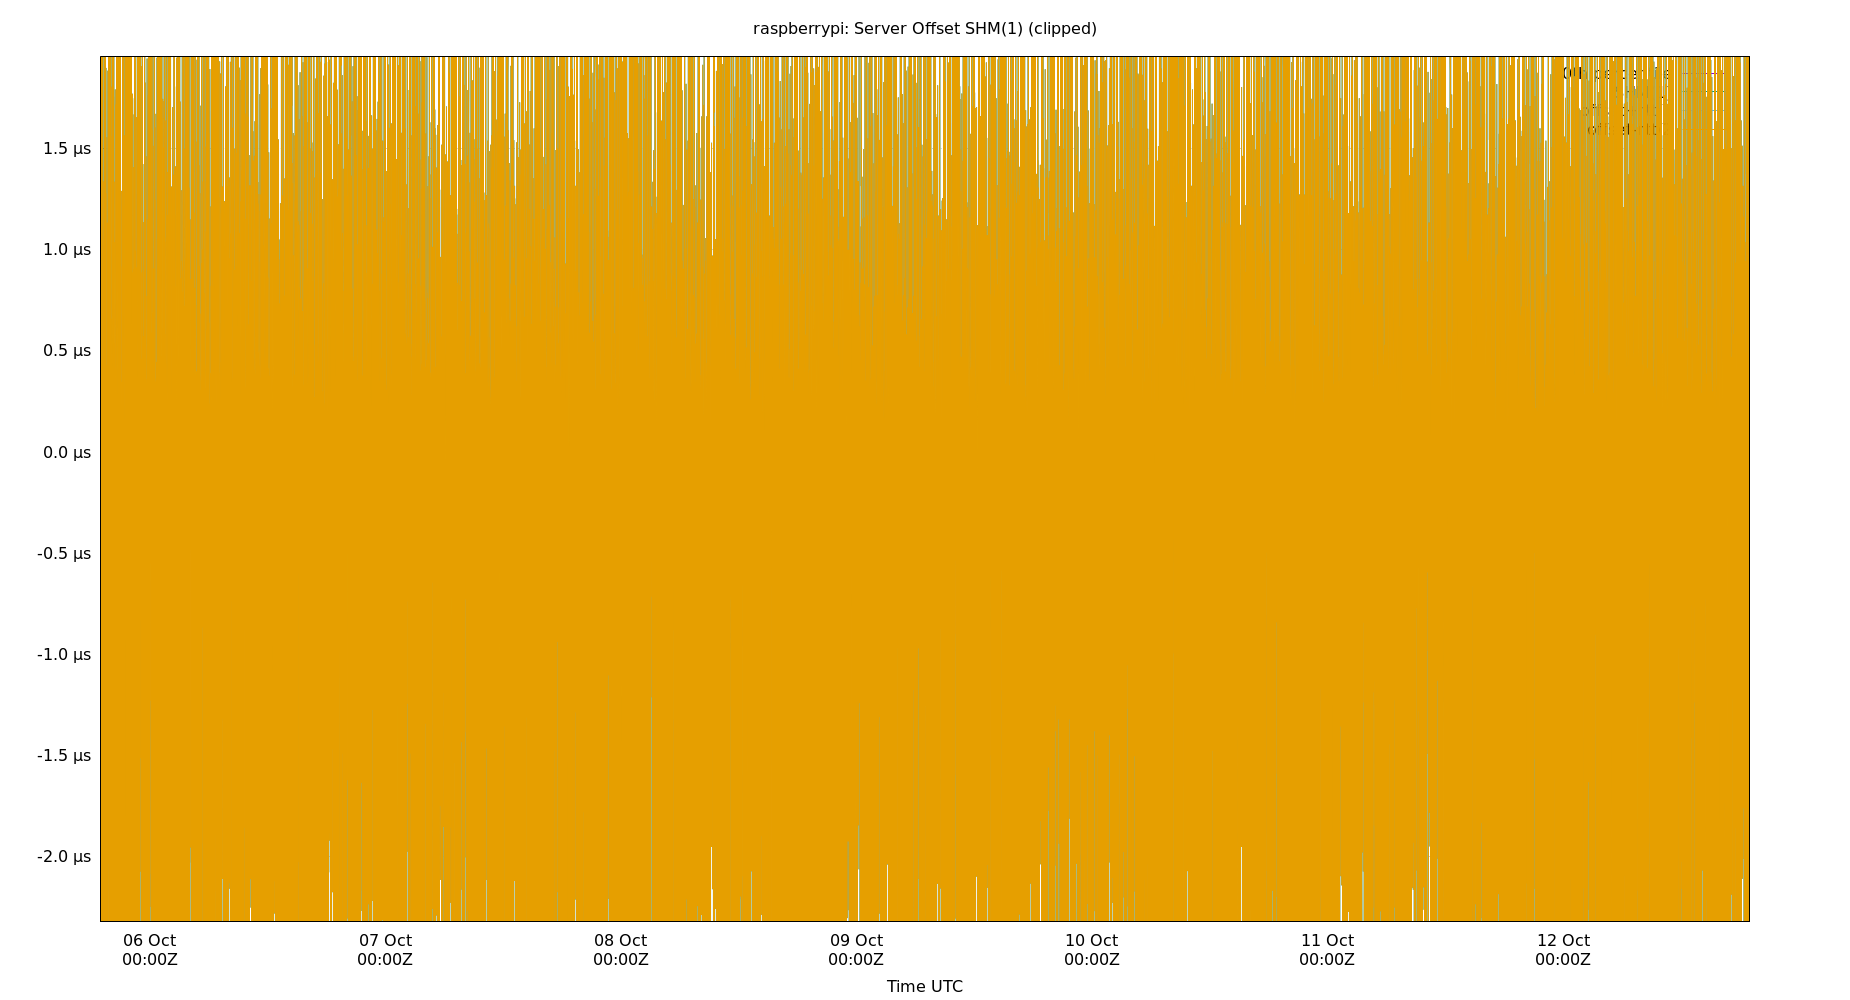 raspberrypi: Server Offset SHM(1) (clipped)
1.5 µs
1.0 µs
0.5 µs
0.0 µs
-0.5 µs
-1.0 µs
-1.5 µs
-2.0 µs
06 Oct 07 Oct 08 Oct 09 Oct 10 Oct 11 Oct 12 Oct
00:00Z 00:00Z 00:00Z 00:00Z 00:00Z 00:00Z 00:00Z
Time UTC